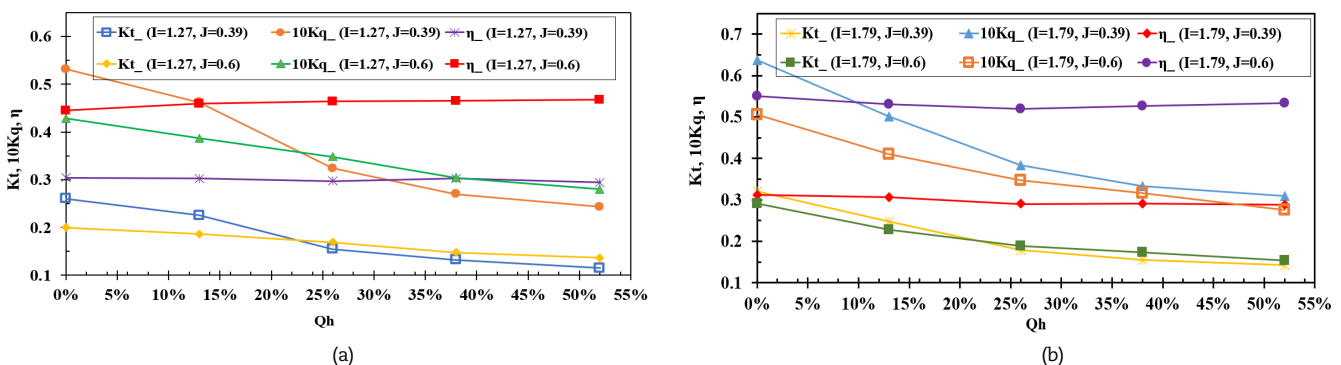 Kt_ (I=1.27, J=0.39) 10Kq_ (I=1.27, J=0.39) η_ (I=1.27, J=0.39)
Kt_ (I=1.27, J=0.6) 10Kq_ (I=1.27, J=0.6) η_ (I=1.27, J=0.6)
Kt, 10Kq, η
0.6
0.5
0.4
0.3
0.2
0.1
0% 5% 10% 15% 20% 25% 30% 35% 40% 45% 50% 55%
Qh
(a)
Kt_ (I=1.79, J=0.39) 10Kq_ (I=1.79, J=0.39) η_ (I=1.79, J=0.39)
Kt_ (I=1.79, J=0.6) 10Kq_ (I=1.79, J=0.6) η_ (I=1.79, J=0.6)
Kt, 10Kq, η
0.7
0.6
0.5
0.4
0.3
0.2
0.1
0% 5% 10% 15% 20% 25% 30% 35% 40% 45% 50% 55%
Qh
(b)